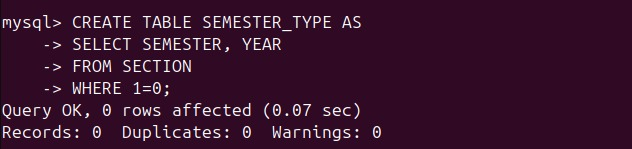 mysql> CREATE TABLE SEMESTER_TYPE AS
    -> SELECT SEMESTER, YEAR
    -> FROM SECTION
    -> WHERE 1=0;
Query OK, 0 rows affected (0.07 sec)
Records: 0  Duplicates: 0  Warnings: 0